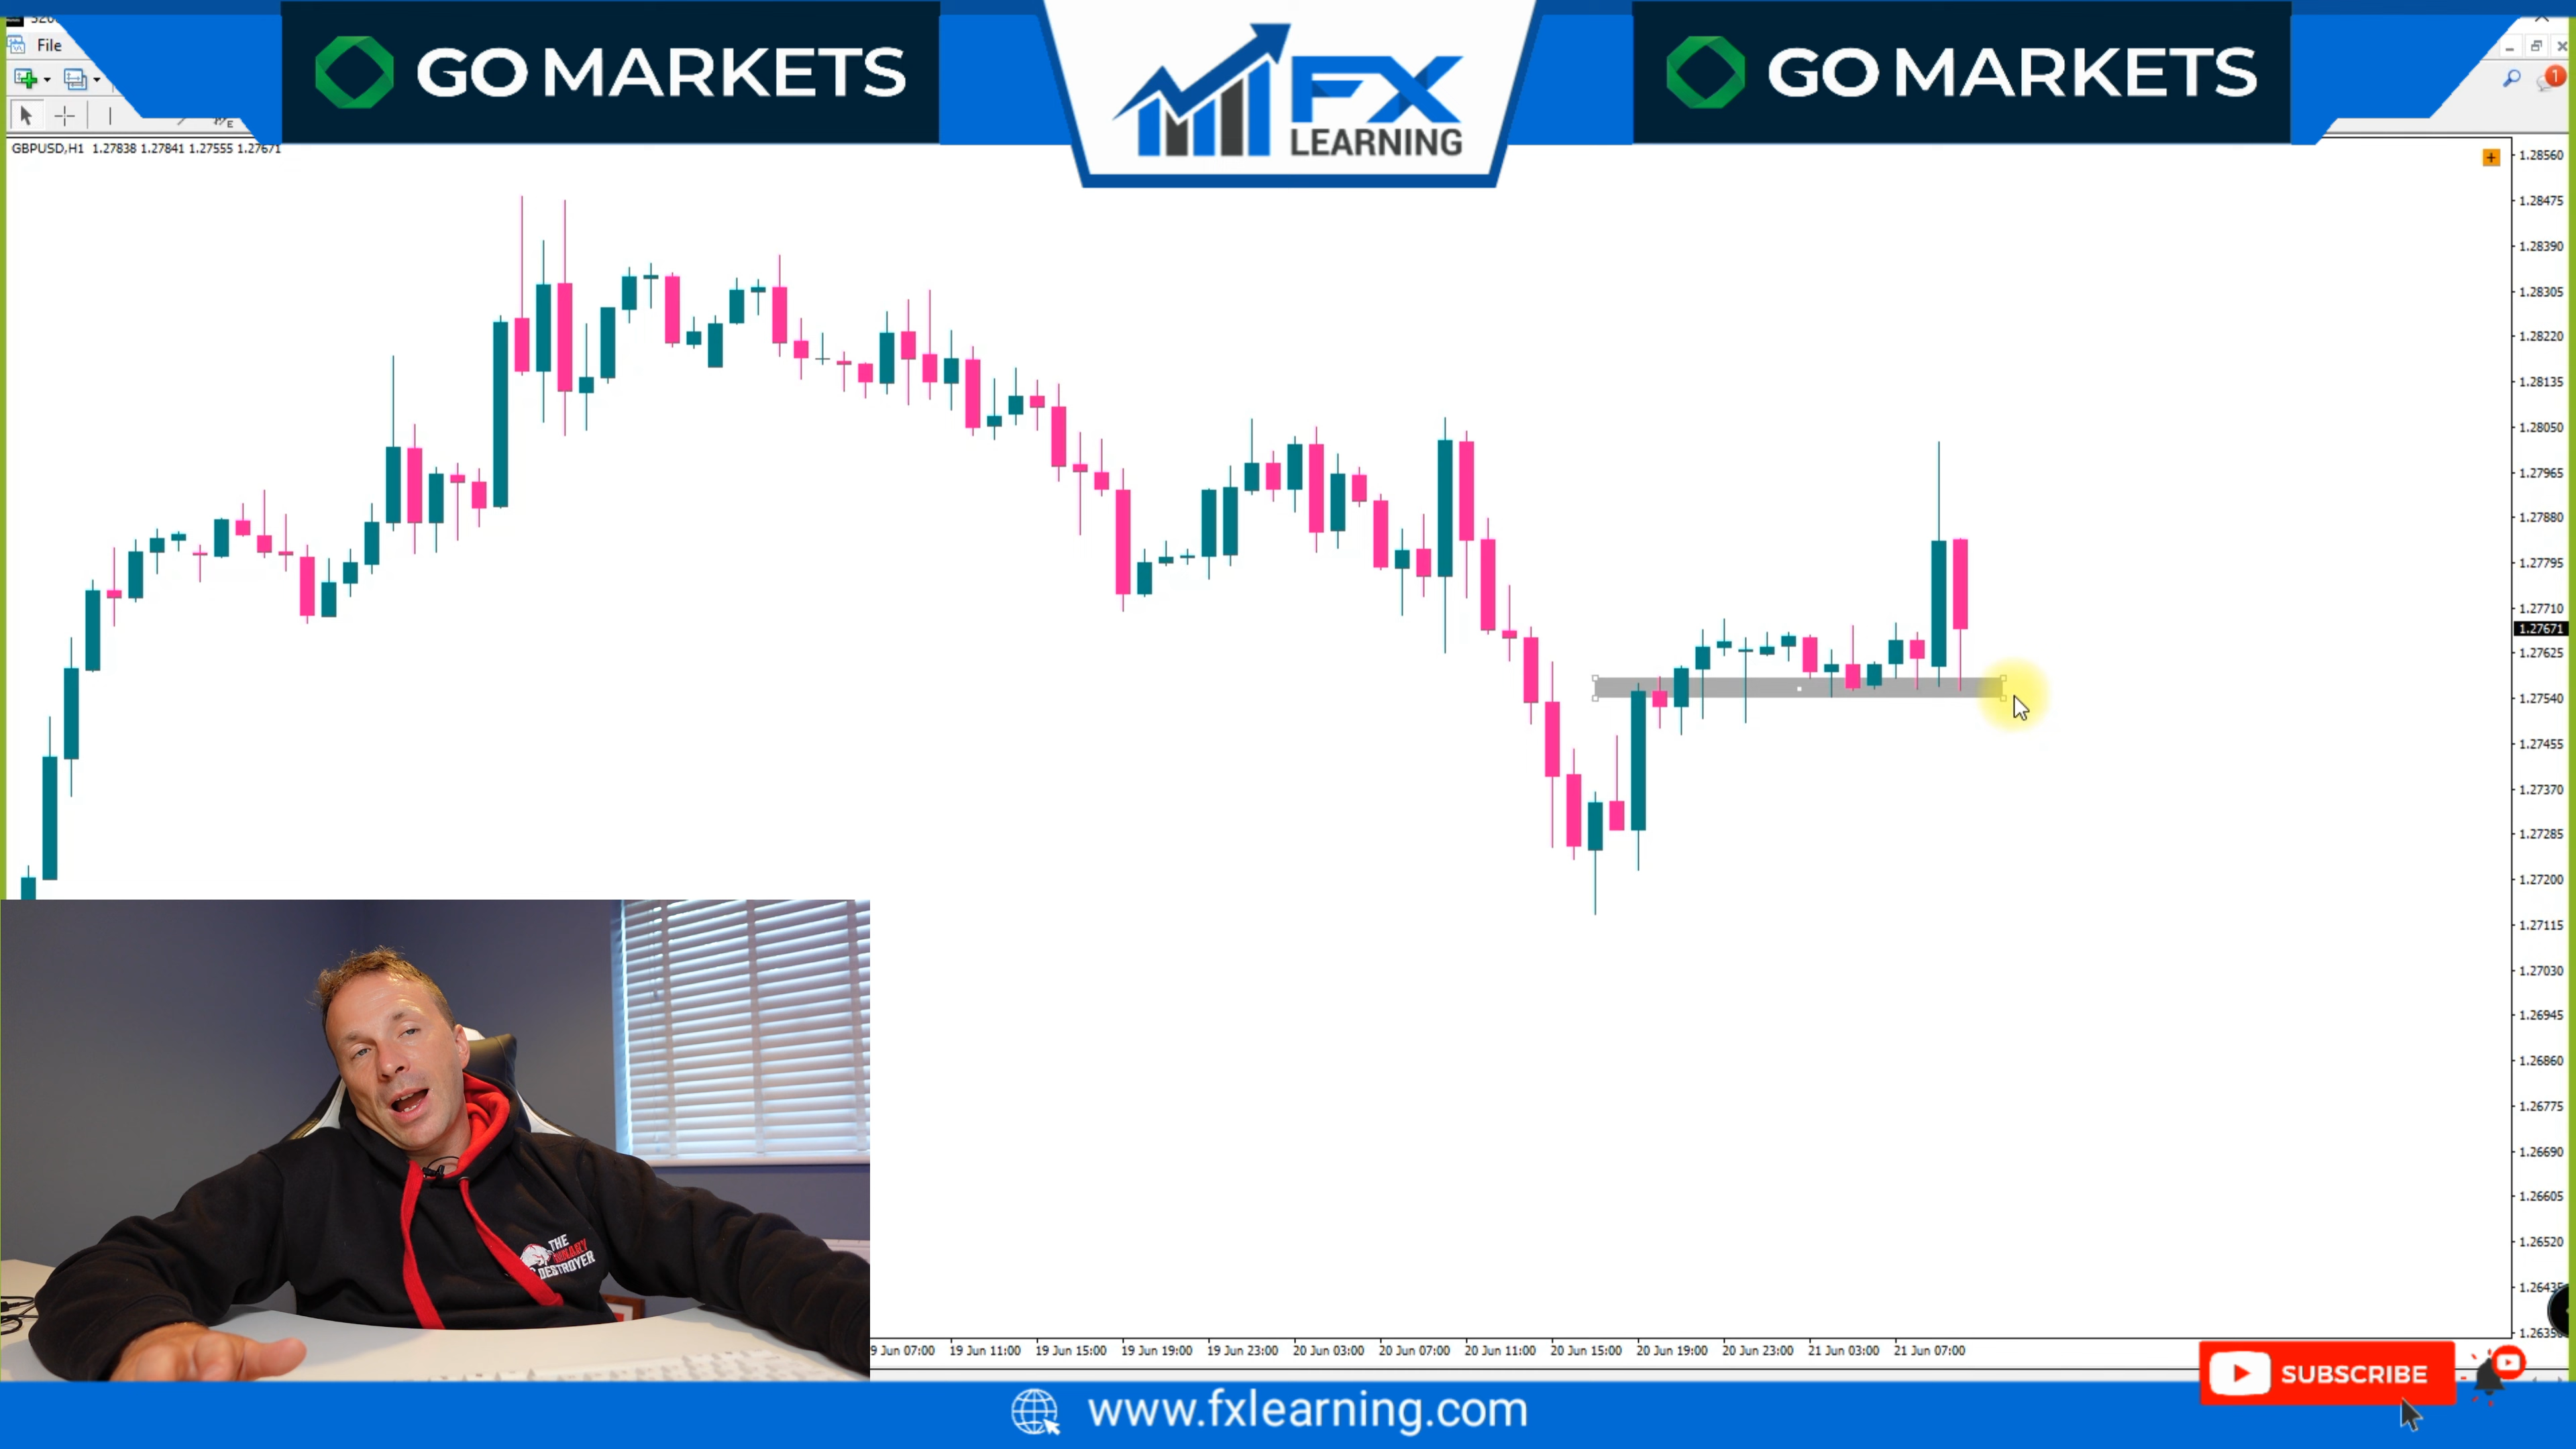 GO MARKETS
FX
LEARNING
GO MARKETS
File
1
GBPUSD,H1 1.27838 1.27841 1.27555 1.27671
1.28560
1.28475
1.28390
1.28305
1.28220
1.28135
1.28050
1.27965
1.27880
1.27795
1.27710
1.27671
1.27625
1.27540
1.27455
1.27370
1.27285
1.27200
1.27115
1.27030
1.26945
1.26860
1.26775
1.26690
1.26605
1.26520
THE
BINARY
DESTROYER
9 Jun 07:00 19 Jun 11:00 19 Jun 15:00 19 Jun 19:00 19 Jun 23:00 20 Jun 03:00 20 Jun 07:00 20 Jun 11:00 20 Jun 15:00 20 Jun 19:00 20 Jun 23:00 21 Jun 03:00 21 Jun 07:00
SUBSCRIBE
www.fxlearning.com